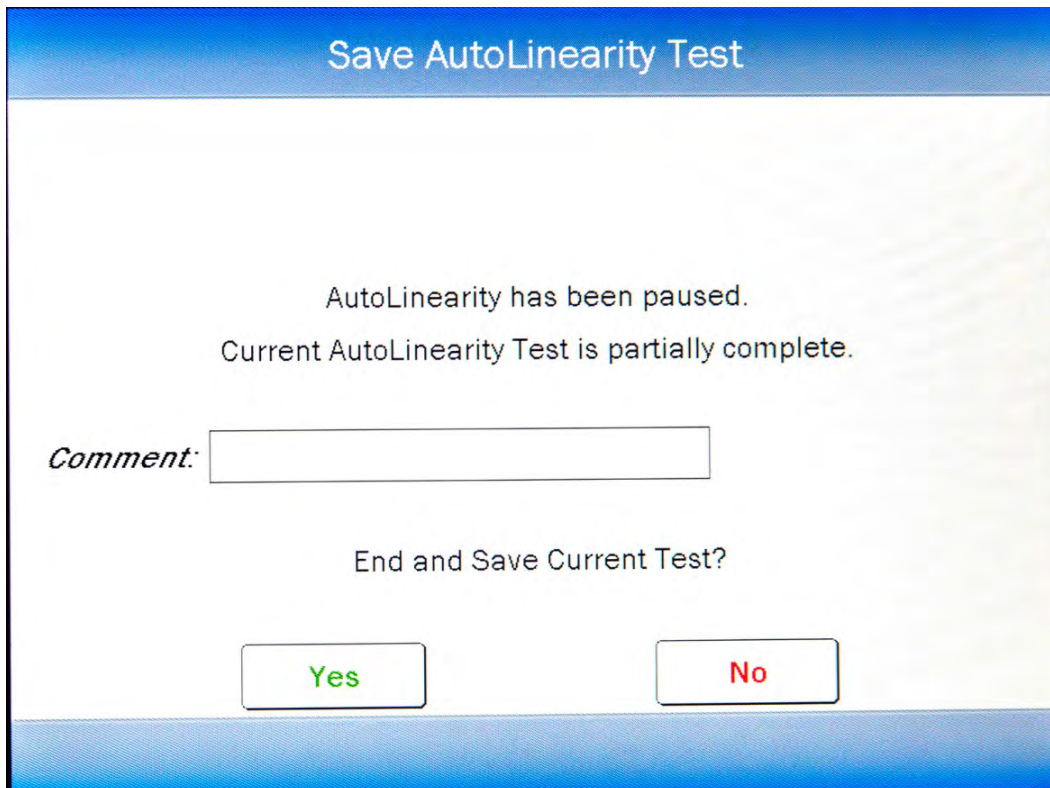 Save AutoLinearity Test
AutoLinearity has been paused.
Current AutoLinearity Test is partially complete.
Comment:
End and Save Current Test?
Yes
No